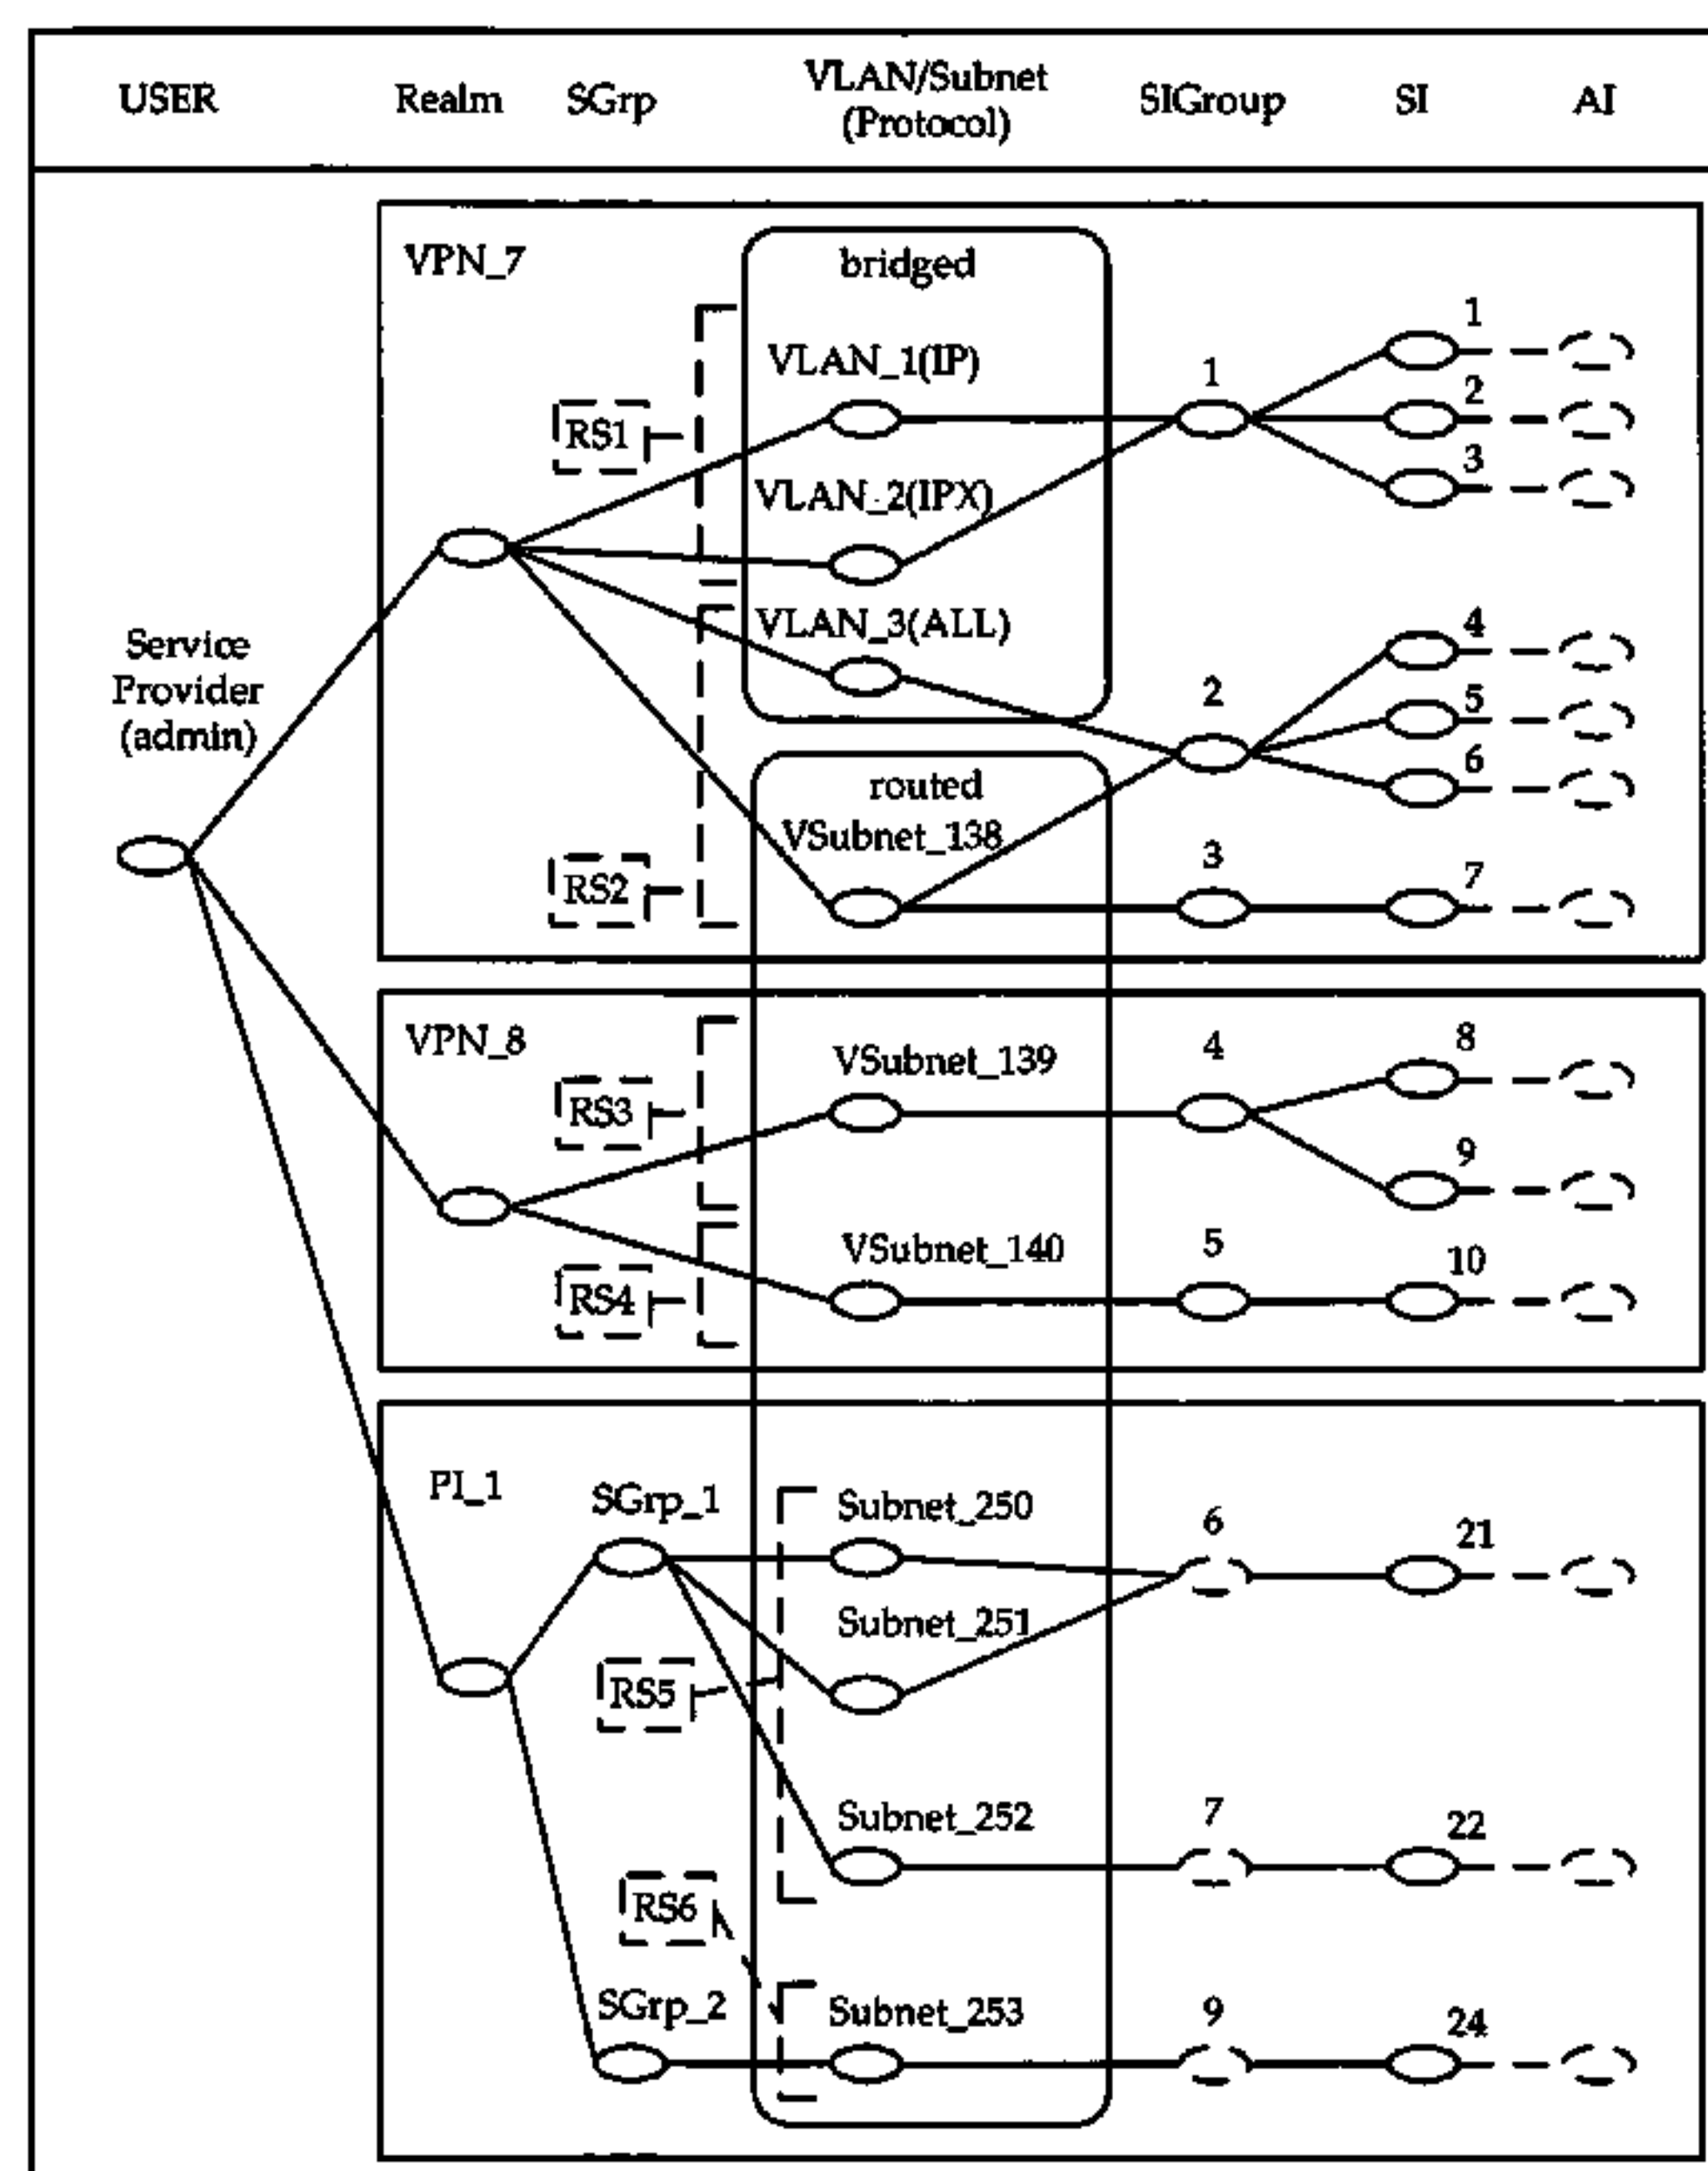 USER
Realm
SGrp
VLAN/Subnet
(Protocol)
SIGroup
SI
AI
VPN_7
bridged
VLAN_1(IP)
1
1
2
3
RS1
VLAN_2(IPX)
VLAN_3(ALL)
Service
Provider
(admin)
2
4
5
6
routed
VSubnet_138
RS2
3
7
VPN_8
VSubnet_139
4
8
RS3
9
VSubnet_140
5
10
RS4
PI_1
SGrp_1
Subnet_250
6
21
Subnet_251
RS5
Subnet_252
7
22
RS6
SGrp_2
Subnet_253
9
24